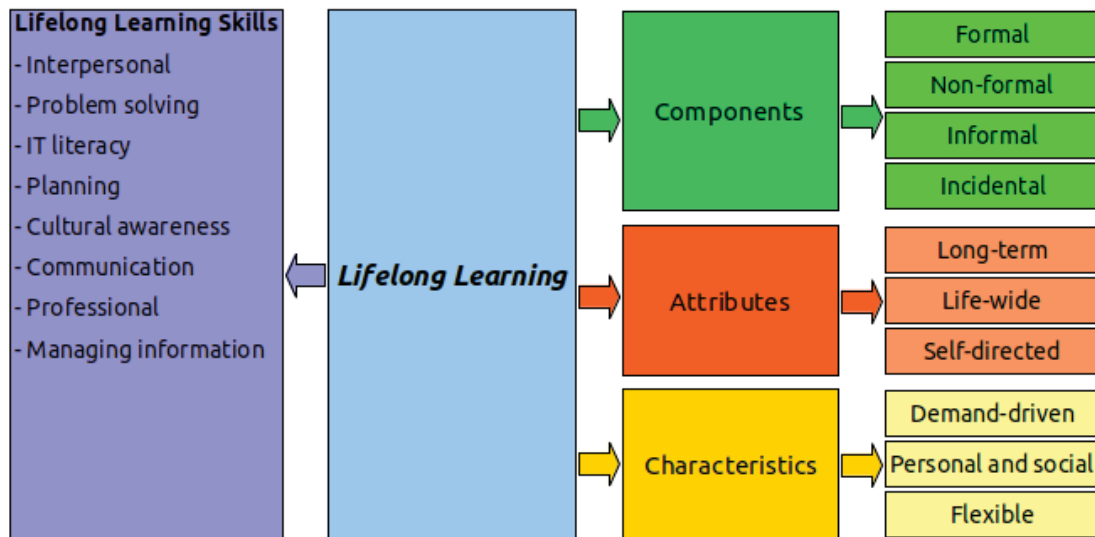 Lifelong Learning Skills
- Interpersonal
- Problem solving
- IT literacy
- Planning
- Cultural awareness
- Communication
- Professional
- Managing information
Lifelong Learning
Components
Formal
Non-formal
Informal
Incidental
Attributes
Long-term
Life-wide
Self-directed
Characteristics
Demand-driven
Personal and social
Flexible